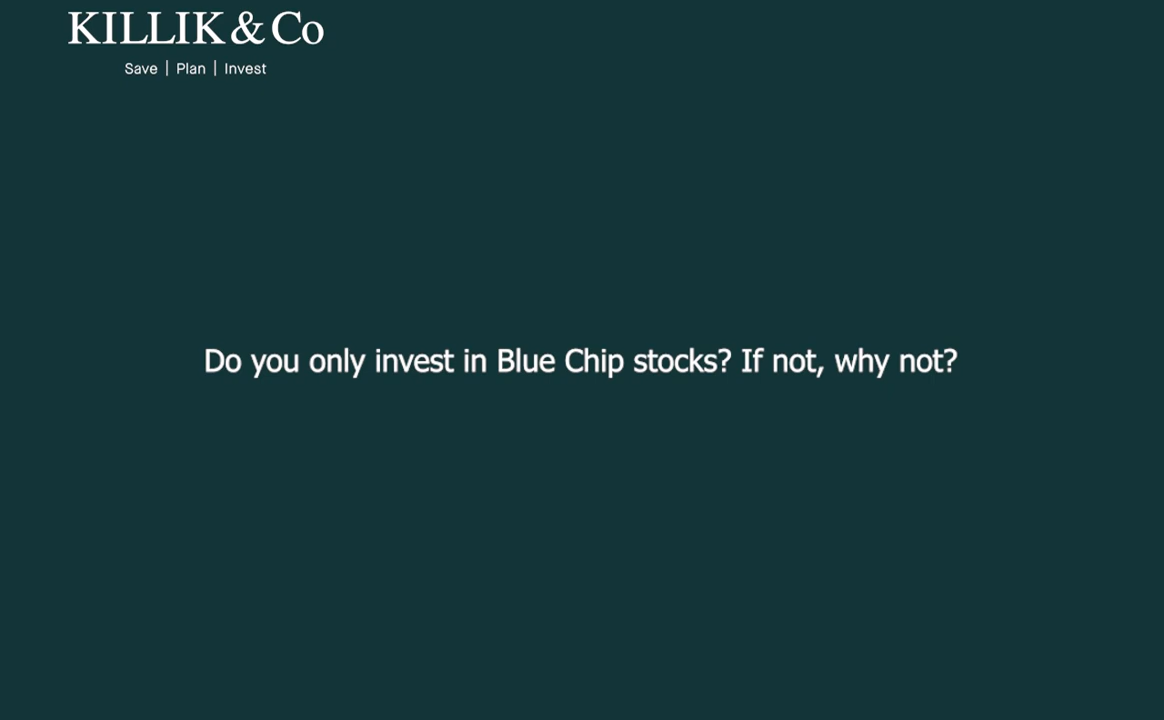 KILLIK & Co
Save | Plan | Invest
Do you only invest in Blue Chip stocks? If not, why not?